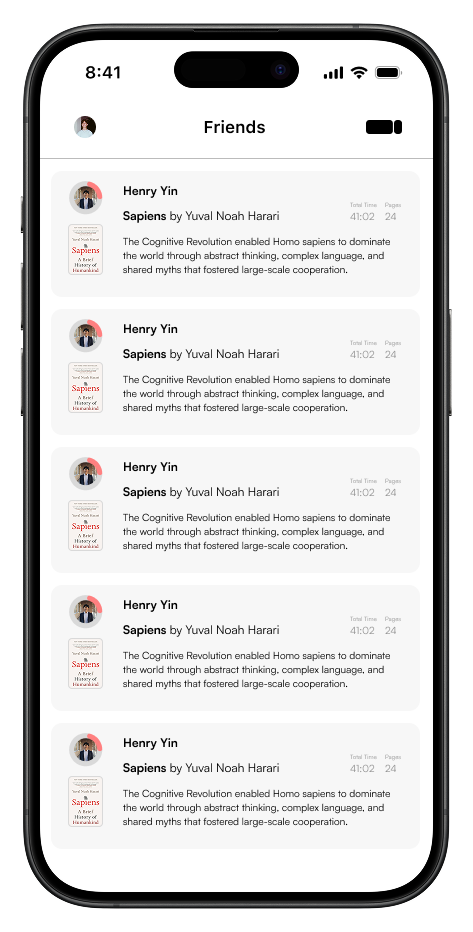 8:41
Friends
Henry Yin
Sapiens by Yuval Noah Harari
Total Time Pages
41:02 24
The Cognitive Revolution enabled Homo sapiens to dominate
the world through abstract thinking, complex language, and
shared myths that fostered large-scale cooperation.
Yuval Noah Harari
Sapiens
A Brief
History of
Humankind
Henry Yin
Sapiens by Yuval Noah Harari
Total Time Pages
41:02 24
The Cognitive Revolution enabled Homo sapiens to dominate
the world through abstract thinking, complex language, and
shared myths that fostered large-scale cooperation.
Yuval Noah Harari
Sapiens
A Brief
History of
Humankind
Henry Yin
Sapiens by Yuval Noah Harari
Total Time Pages
41:02 24
The Cognitive Revolution enabled Homo sapiens to dominate
the world through abstract thinking, complex language, and
shared myths that fostered large-scale cooperation.
Yuval Noah Harari
Sapiens
A Brief
History of
Humankind
Henry Yin
Sapiens by Yuval Noah Harari
Total Time Pages
41:02 24
The Cognitive Revolution enabled Homo sapiens to dominate
the world through abstract thinking, complex language, and
shared myths that fostered large-scale cooperation.
Yuval Noah Harari
Sapiens
A Brief
History of
Humankind
Henry Yin
Sapiens by Yuval Noah Harari
Total Time Pages
41:02 24
The Cognitive Revolution enabled Homo sapiens to dominate
the world through abstract thinking, complex language, and
shared myths that fostered large-scale cooperation.
Yuval Noah Harari
Sapiens
A Brief
History of
Humankind